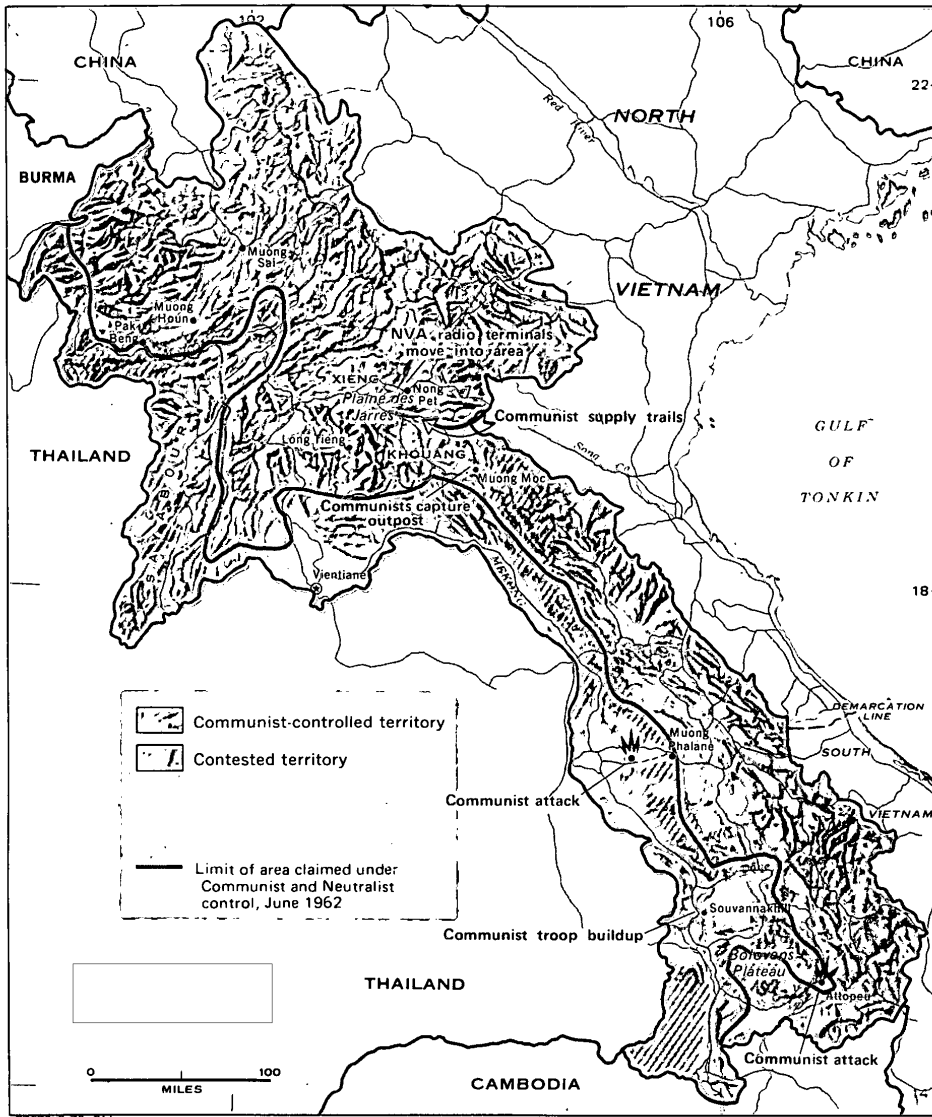 102
106
CHINA
CHINA
22
Red River
NORTH
BURMA
Muong
Sai
VIETNAM
Muong
Houn
Pak
Beng
NVA radio terminals
move into area
XIENG
Nong
Pet
Plaine des
Jarres
Communist supply trails
GULF
OF
TONKIN
THAILAND
Long Tieng
KHOUANG
Song Ca
Muong Moc
SAYABOURY
Communists capture
outpost
Vientiane
MEKONG
18
Communist-controlled territory
Contested territory
DEMARCATION
LINE
Muong
Phalane
SOUTH
Communist attack
VIETNAM
Limit of area claimed under
Communist and Neutralist
control, June 1962
Souvannakhili
Communist troop buildup
Bolovens
Plateau
THAILAND
Attopeu
Communist attack
0 100
MILES
CAMBODIA
14